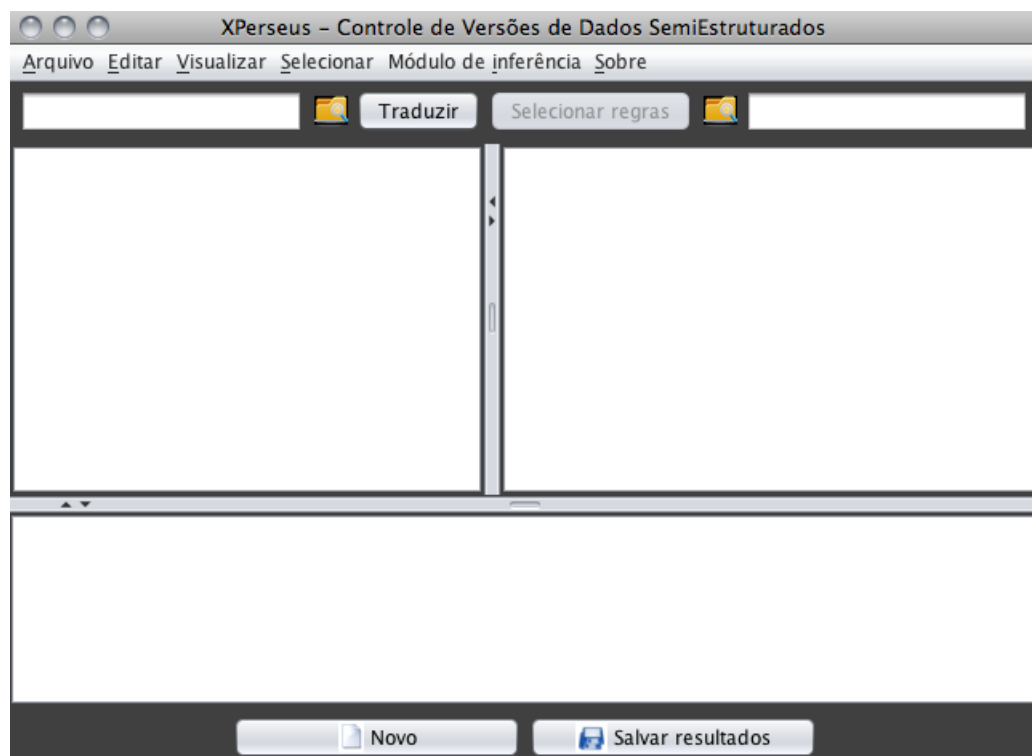 XPerseus – Controle de Versões de Dados SemiEstruturados
Arquivo Editar Visualizar Selecionar Módulo de inferência Sobre
Traduzir Selecionar regras
Novo Salvar resultados